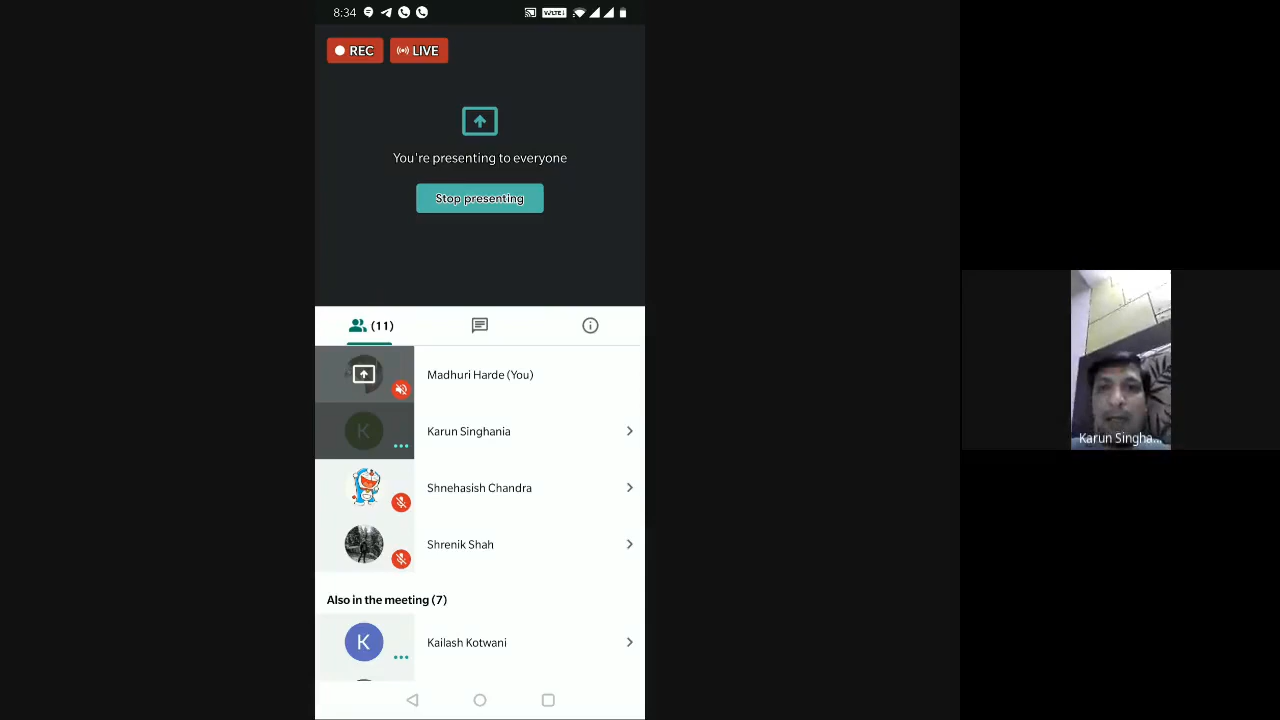 8:34
VoLTE
REC
LIVE
You're presenting to everyone
Stop presenting
(11)
Madhuri Harde (You)
K
Karun Singhania
Shnehasish Chandra
Shrenik Shah
Also in the meeting (7)
K
Kailash Kotwani
Karun Singha...